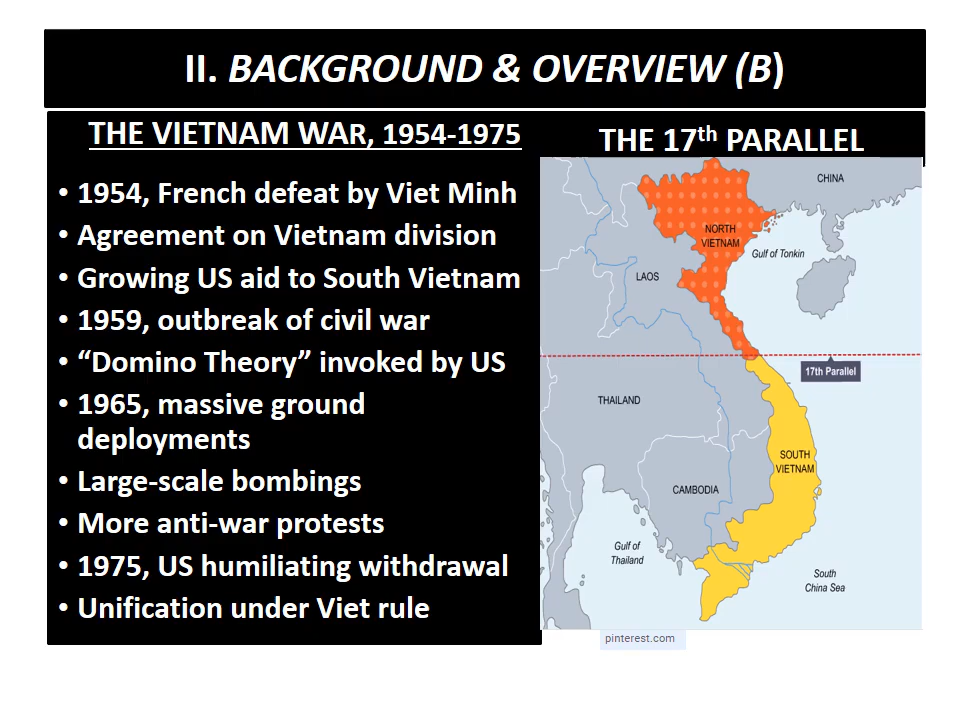 II. BACKGROUND & OVERVIEW (B)
THE VIETNAM WAR, 1954-1975
• 1954, French defeat by Viet Minh
• Agreement on Vietnam division
• Growing US aid to South Vietnam
• 1959, outbreak of civil war
• “Domino Theory” invoked by US
• 1965, massive ground
deployments
• Large-scale bombings
• More anti-war protests
• 1975, US humiliating withdrawal
• Unification under Viet rule
THE 17th PARALLEL
CHINA
NORTH
VIETNAM
Gulf of Tonkin
LAOS
17th Parallel
THAILAND
SOUTH
VIETNAM
CAMBODIA
Gulf of
Thailand
South
China Sea
pinterest.com